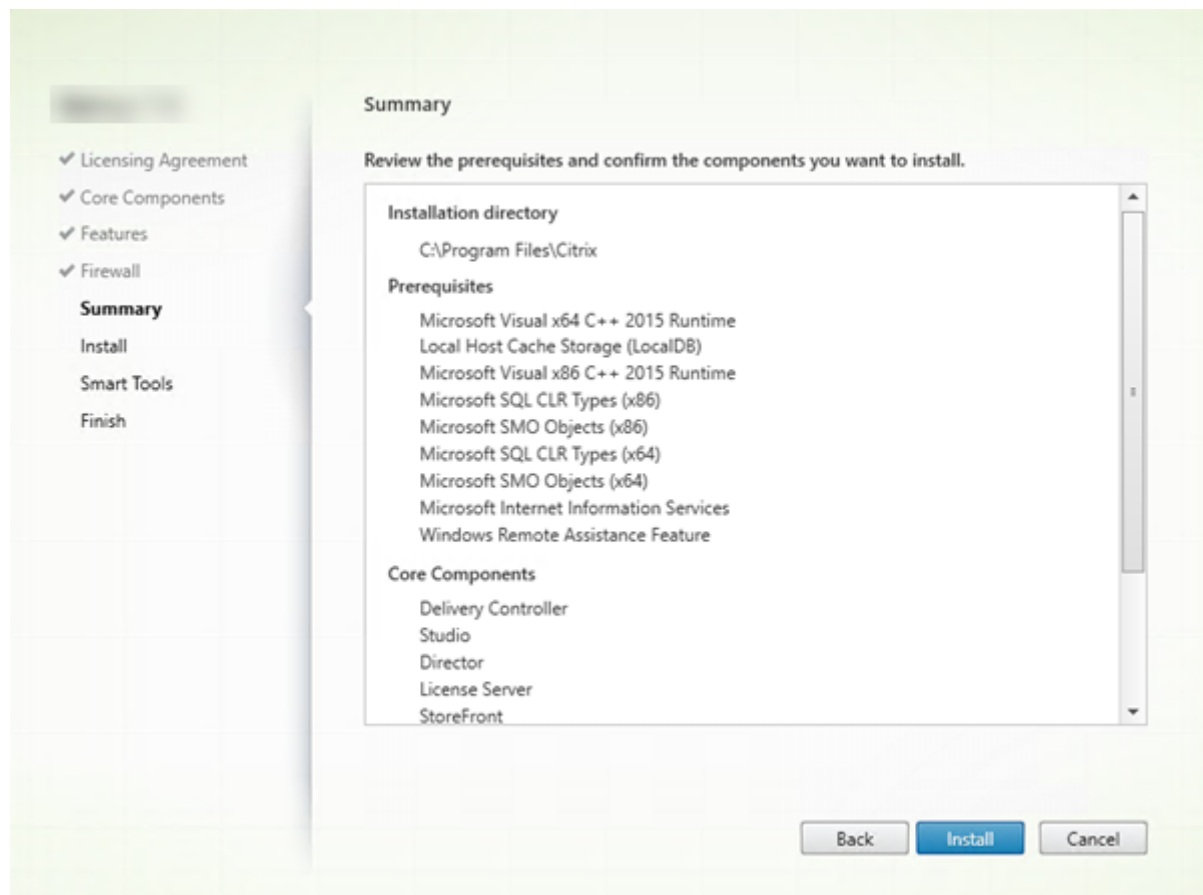 Licensing Agreement
Core Components
Features
Firewall
Summary
Install
Smart Tools
Finish
Summary
Review the prerequisites and confirm the components you want to install.
Installation directory
C:\Program Files\Citrix
Prerequisites
Microsoft Visual x64 C++ 2015 Runtime
Local Host Cache Storage (LocalDB)
Microsoft Visual x86 C++ 2015 Runtime
Microsoft SQL CLR Types (x86)
Microsoft SMO Objects (x86)
Microsoft SQL CLR Types (x64)
Microsoft SMO Objects (x64)
Microsoft Internet Information Services
Windows Remote Assistance Feature
Core Components
Delivery Controller
Studio
Director
License Server
StoreFront
Back Install Cancel